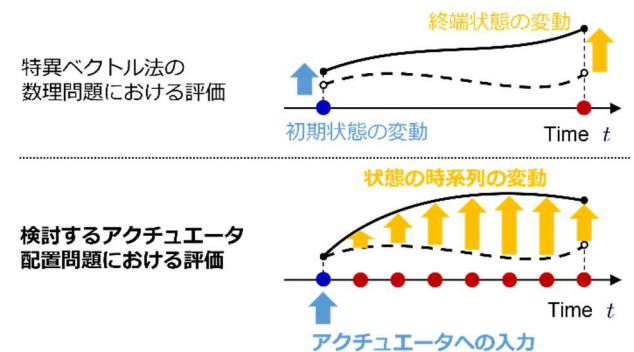 終端状態の変動
特異ベクトル法の
数理問題における評価
初期状態の変動
Time t
状態の時系列の変動
検討するアクチュエータ
配置問題における評価
Time t
アクチュエータへの入力